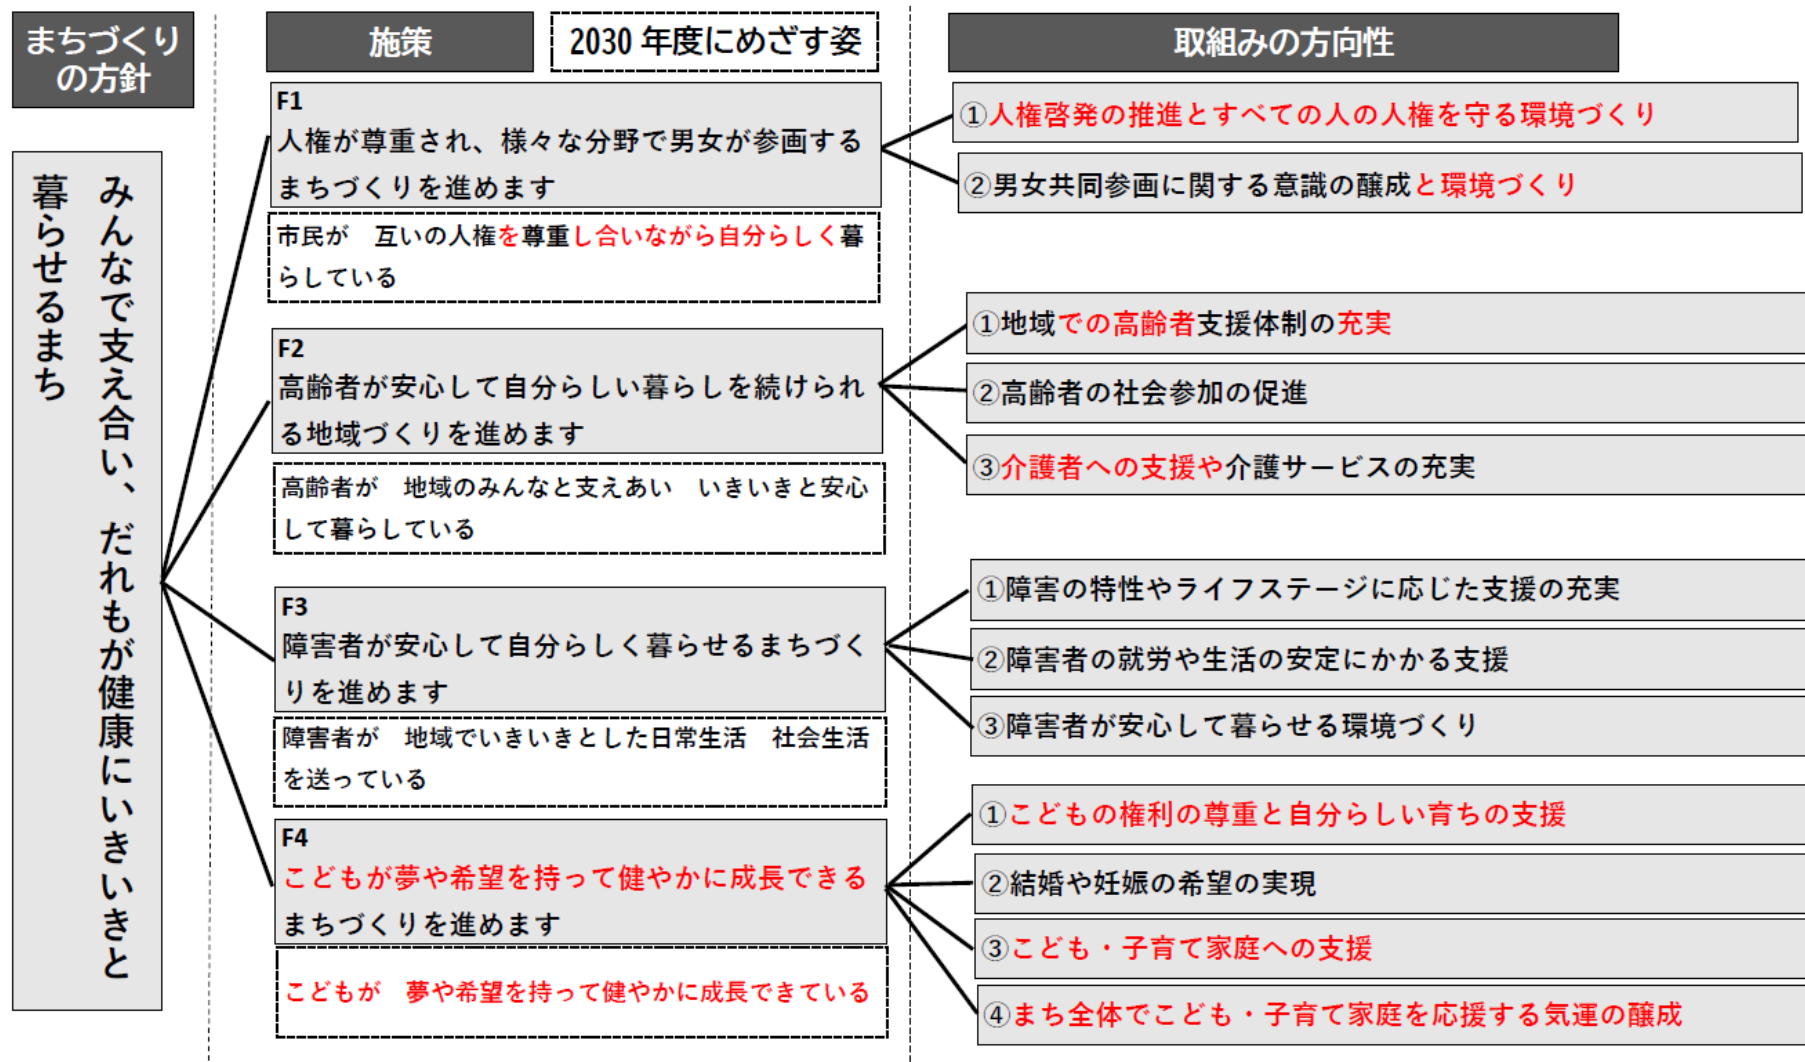 まちづくり
の方針
施策
2030 年度にめざす姿
取組みの方向性
みんなで支え合い、だれもが健康にいきいきと
暮らせるまち
F1
人権が尊重され、様々な分野で男女が参画する
まちづくりを進めます
市民が　互いの人権を尊重し合いながら自分らしく暮
らしている
①人権啓発の推進とすべての人の人権を守る環境づくり
②男女共同参画に関する意識の醸成と環境づくり
F2
高齢者が安心して自分らしい暮らしを続けられ
る地域づくりを進めます
高齢者が　地域のみんなと支えあい　いきいきと安心
して暮らしている
①地域での高齢者支援体制の充実
②高齢者の社会参加の促進
③介護者への支援や介護サービスの充実
F3
障害者が安心して自分らしく暮らせるまちづく
りを進めます
障害者が　地域でいきいきとした日常生活　社会生活
を送っている
①障害の特性やライフステージに応じた支援の充実
②障害者の就労や生活の安定にかかる支援
③障害者が安心して暮らせる環境づくり
F4
こどもが夢や希望を持って健やかに成長できる
まちづくりを進めます
こどもが　夢や希望を持って健やかに成長できている
①こどもの権利の尊重と自分らしい育ちの支援
②結婚や妊娠の希望の実現
③こども・子育て家庭への支援
④まち全体でこども・子育て家庭を応援する気運の醸成